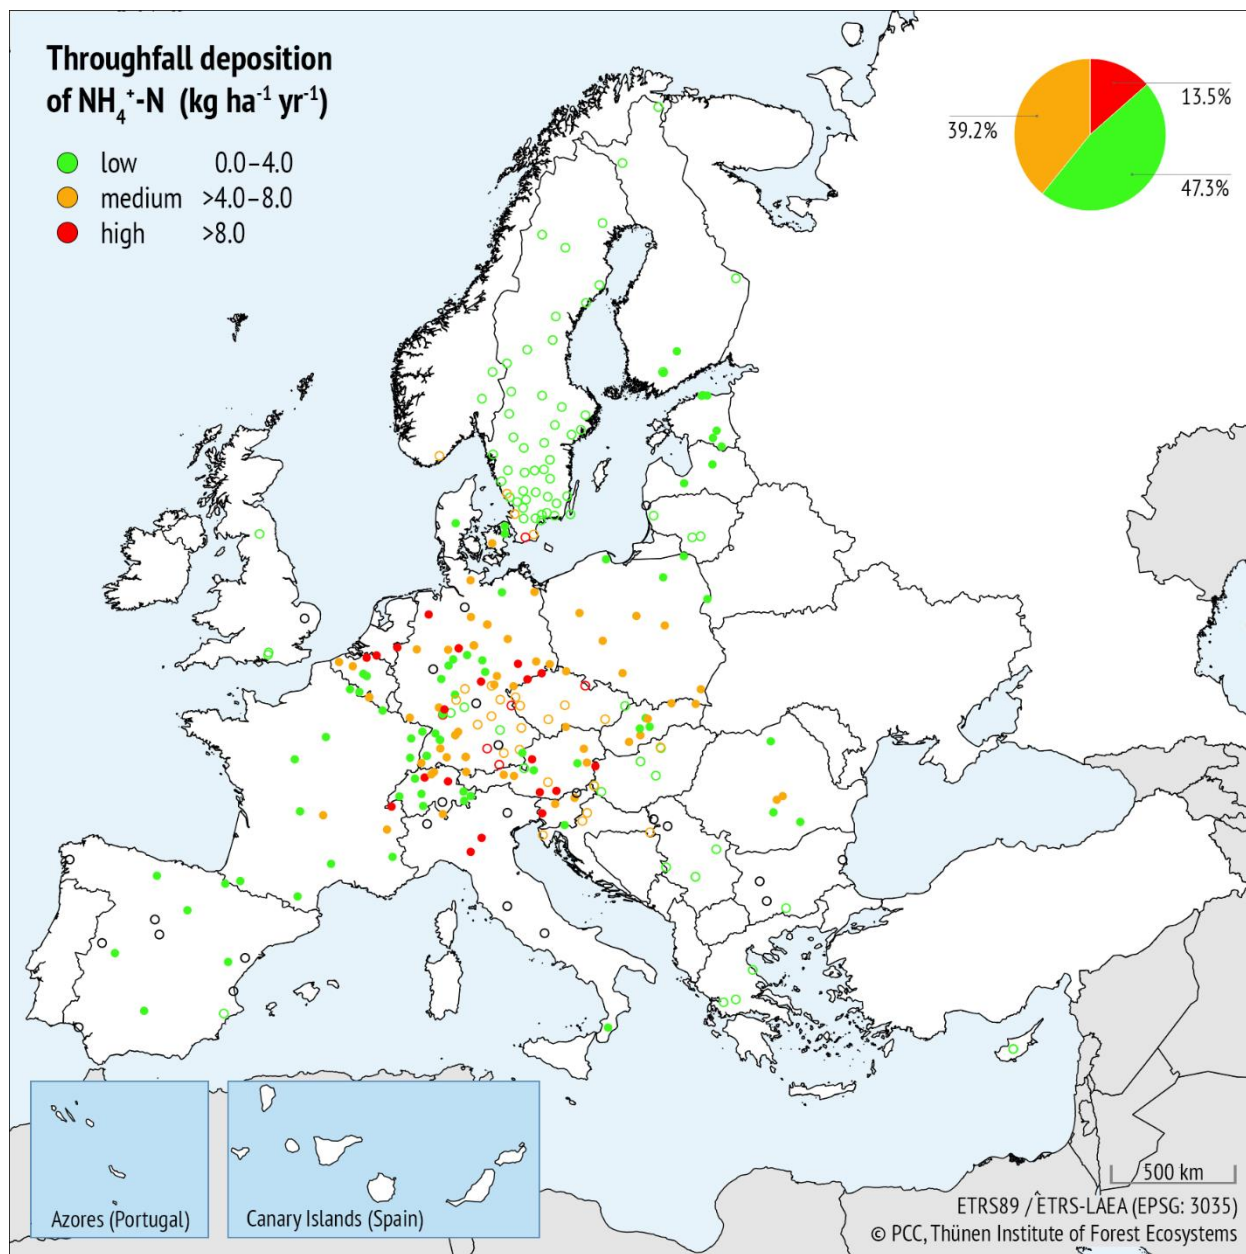 Throughfall deposition
of NH₄⁺-N (kg ha⁻¹ yr⁻¹)
low 0.0–4.0
medium >4.0–8.0
high >8.0
13.5%
39.2%
47.3%
500 km
Azores (Portugal)
Canary Islands (Spain)
ETRS89 / ETRS-LAEA (EPSG: 3035)
© PCC, Thünen Institute of Forest Ecosystems